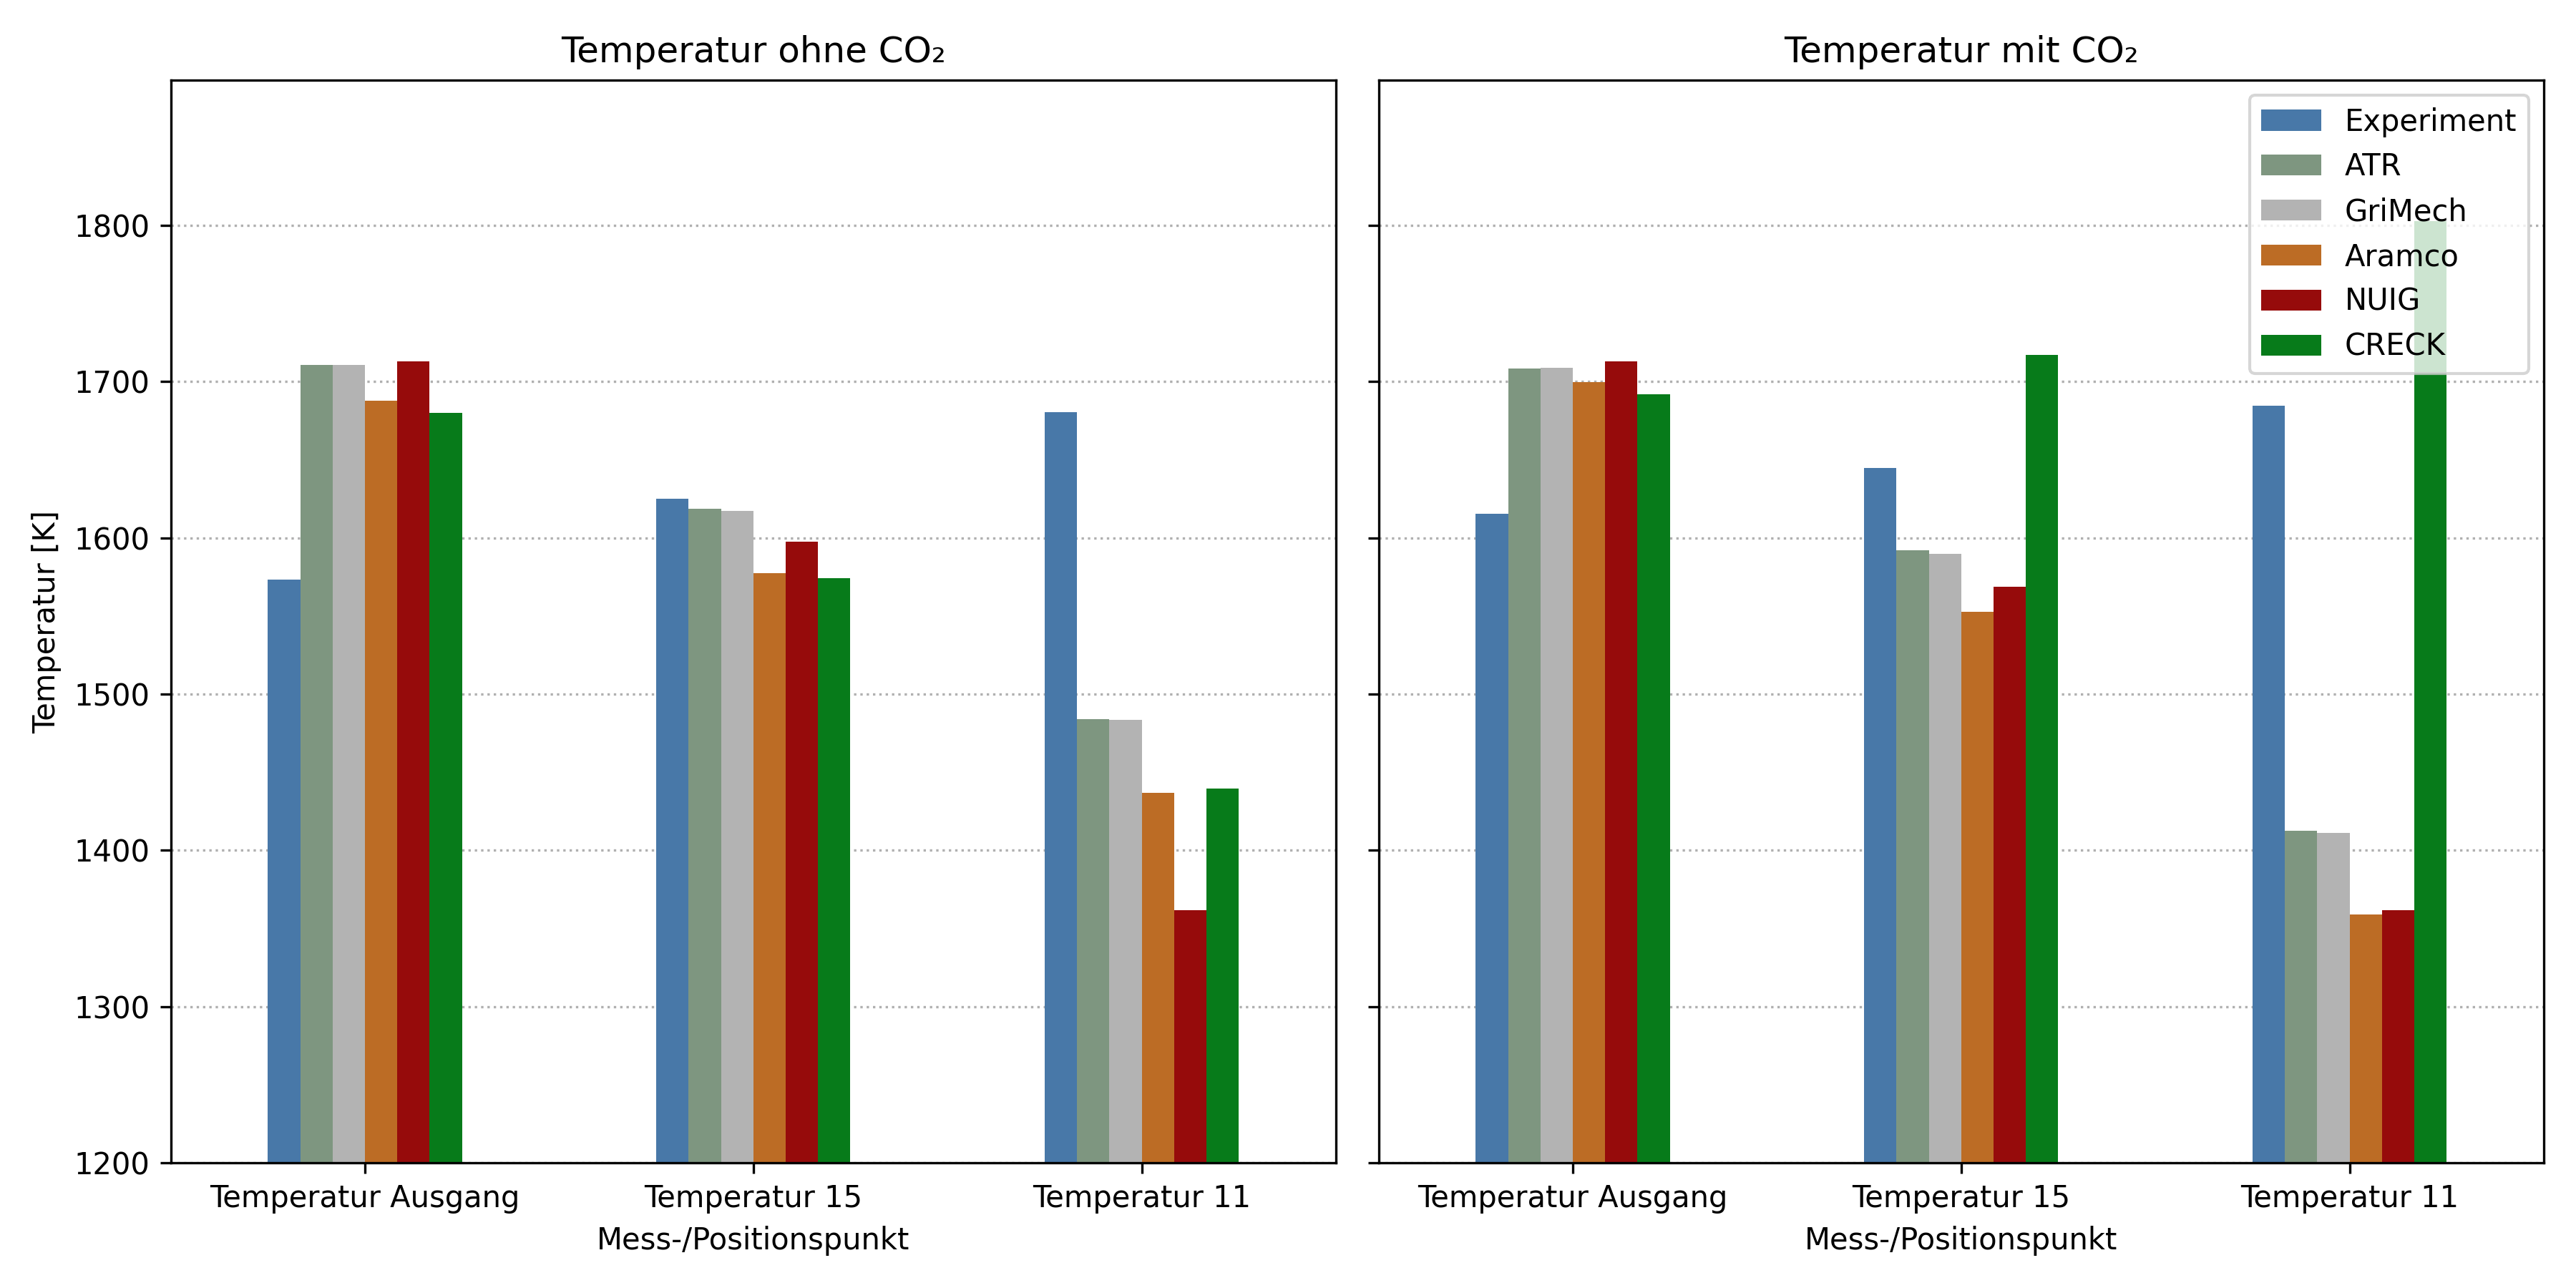 Temperatur ohne CO₂
Temperatur [K]
1800
1700
1600
1500
1400
1300
1200
Temperatur Ausgang
Temperatur 15
Temperatur 11
Mess-/Positionspunkt
Temperatur mit CO₂
Experiment
ATR
GriMech
Aramco
NUIG
CRECK
Temperatur Ausgang
Temperatur 15
Temperatur 11
Mess-/Positionspunkt